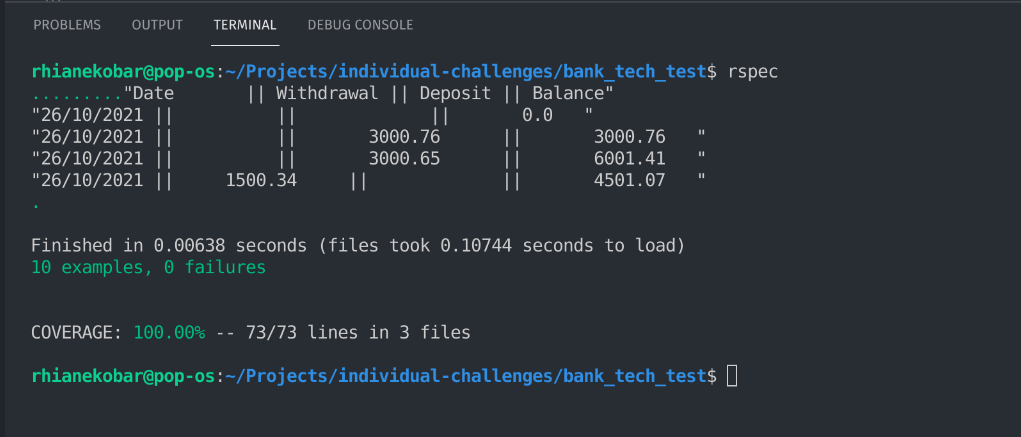 PROBLEMS OUTPUT TERMINAL DEBUG CONSOLE
rhianekobar@pop-os:~/Projects/individual-challenges/bank_tech_test$ rspec
........."Date       || Withdrawal || Deposit || Balance"
"26/10/2021 ||          ||             ||       0.0   "
"26/10/2021 ||          ||       3000.76      ||       3000.76   "
"26/10/2021 ||          ||       3000.65      ||       6001.41   "
"26/10/2021 ||     1500.34     ||             ||       4501.07   "
.
Finished in 0.00638 seconds (files took 0.10744 seconds to load)
10 examples, 0 failures
COVERAGE: 100.00% -- 73/73 lines in 3 files
rhianekobar@pop-os:~/Projects/individual-challenges/bank_tech_test$